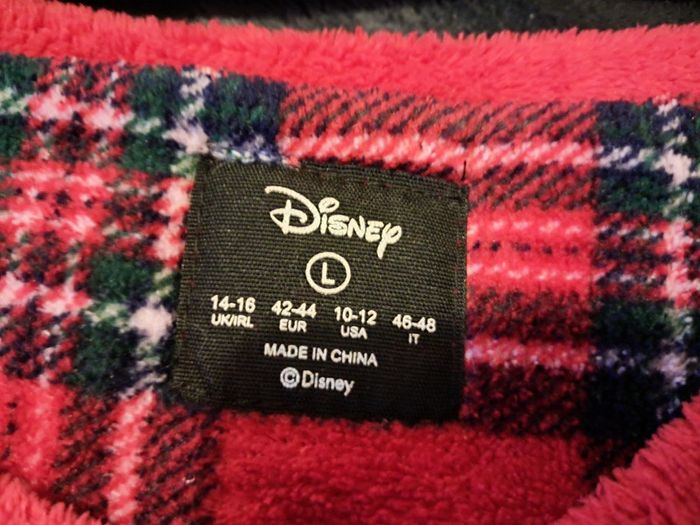 Disney
L
14-16 42-44 10-12 46-48
UK/IRL EUR USA IT
MADE IN CHINA
© Disney